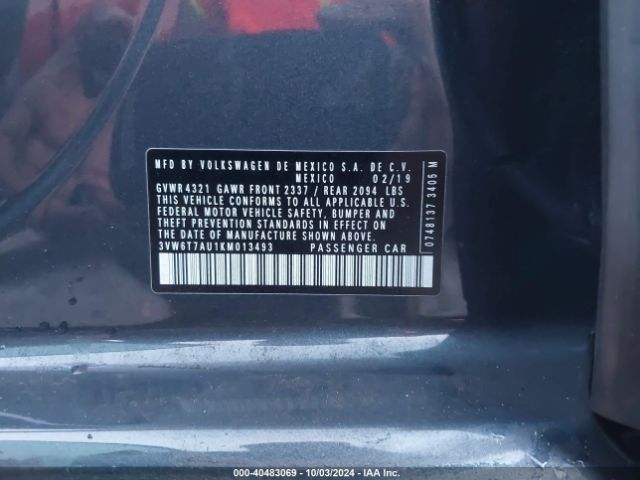 MFD BY VOLKSWAGEN DE MEXICO S.A. DE C.V.
MEXICO 02/19
GVWR 4321 GAWR FRONT 2337 / REAR 2094 LBS
THIS VEHICLE CONFORMS TO ALL APPLICABLE
FEDERAL MOTOR VEHICLE SAFETY, BUMPER AND
THEFT PREVENTION STANDARDS IN EFFECT ON
THE DATE OF MANUFACTURE SHOWN ABOVE
3VW6T7AU1KM013493 PASSENGER CAR
0748137 3405 M
000-40483069 - 10/03/2024 - IAA Inc.